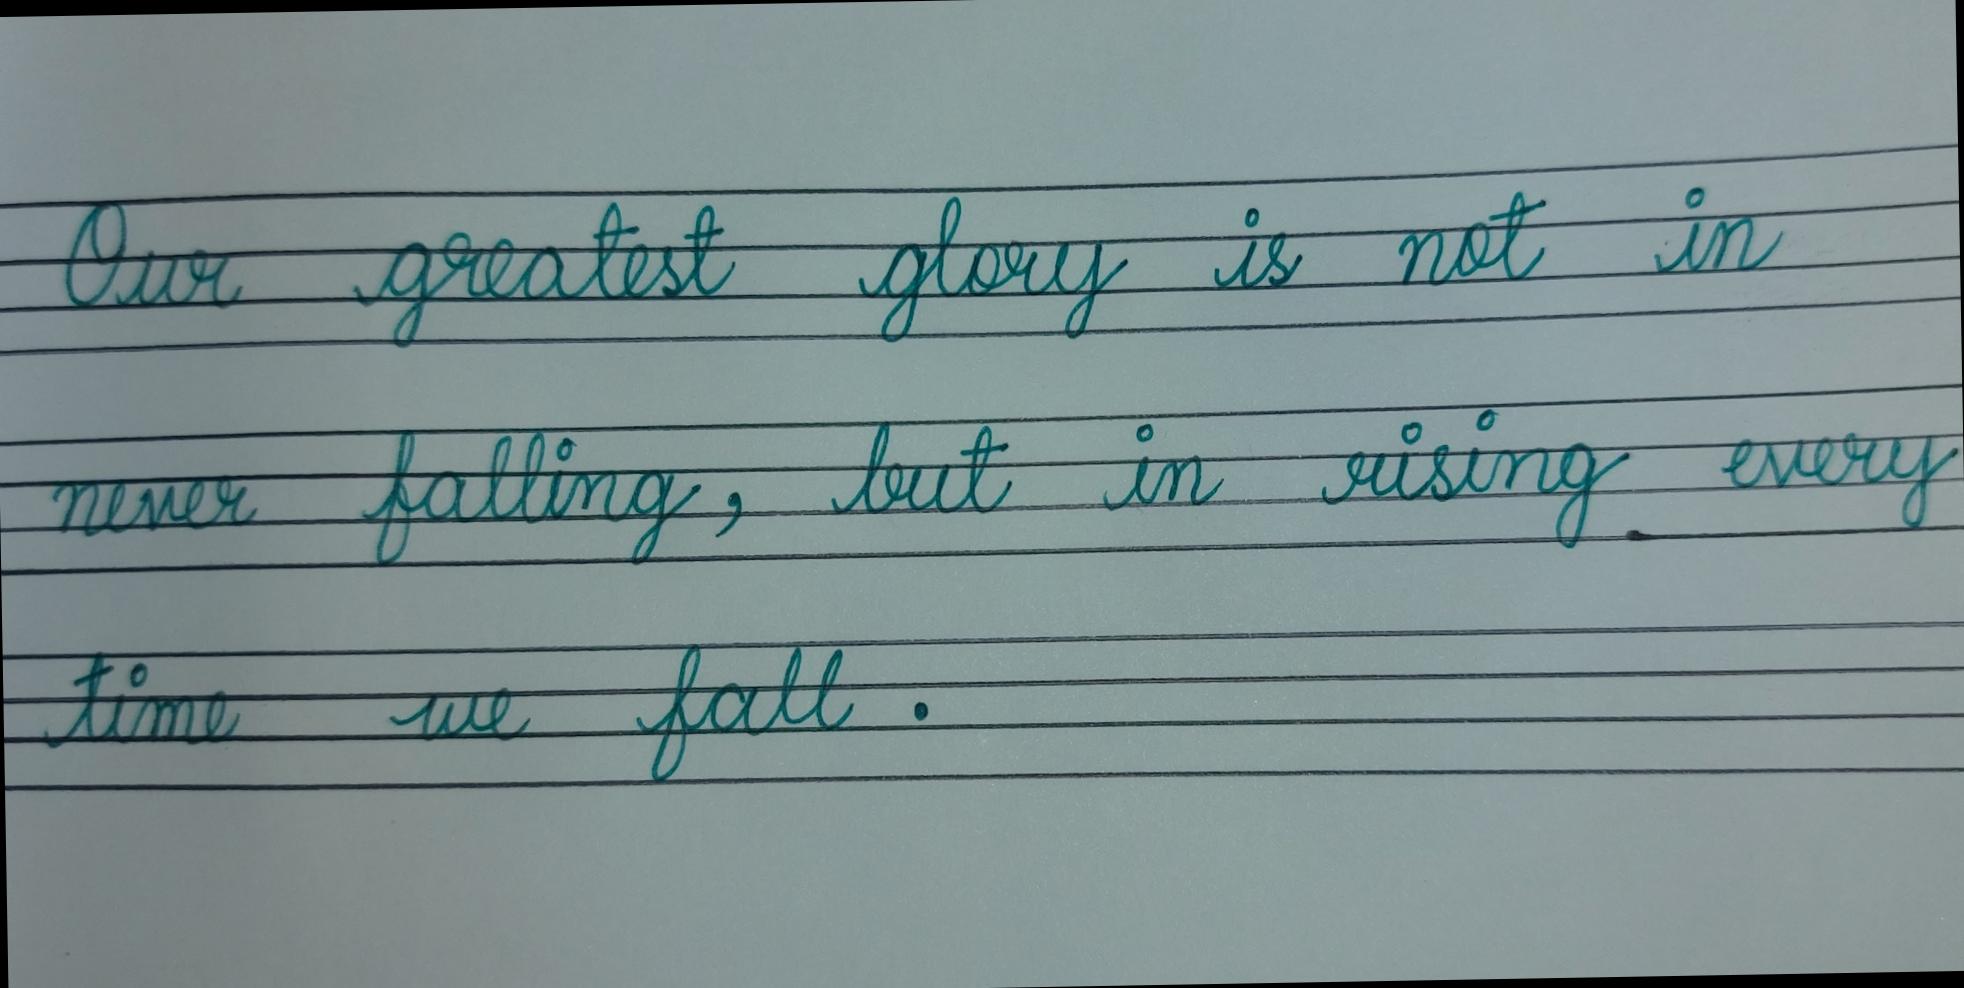 Our greatest glory is not in
never falling, but in rising every
time we fall.